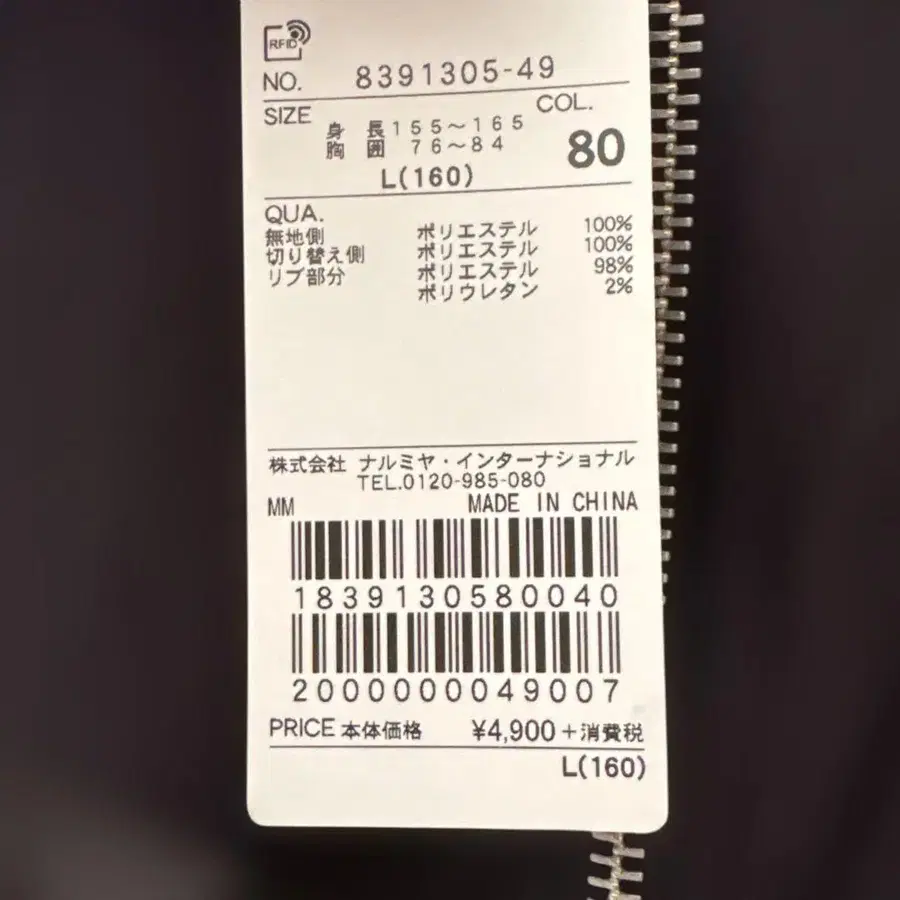 RFID
NO. 8391305-49
SIZE COL.
身長 155～165
胸囲 76～84
80
L(160)
QUA.
無地側 ポリエステル 100%
切り替え側 ポリエステル 100%
リブ部分 ポリエステル 98%
ポリウレタン 2%
株式会社 ナルミヤ・インターナショナル
TEL.0120-985-080
MM MADE IN CHINA
1839130580040
2000000049007
PRICE 本体価格 ¥4,900＋消費税
L(160)